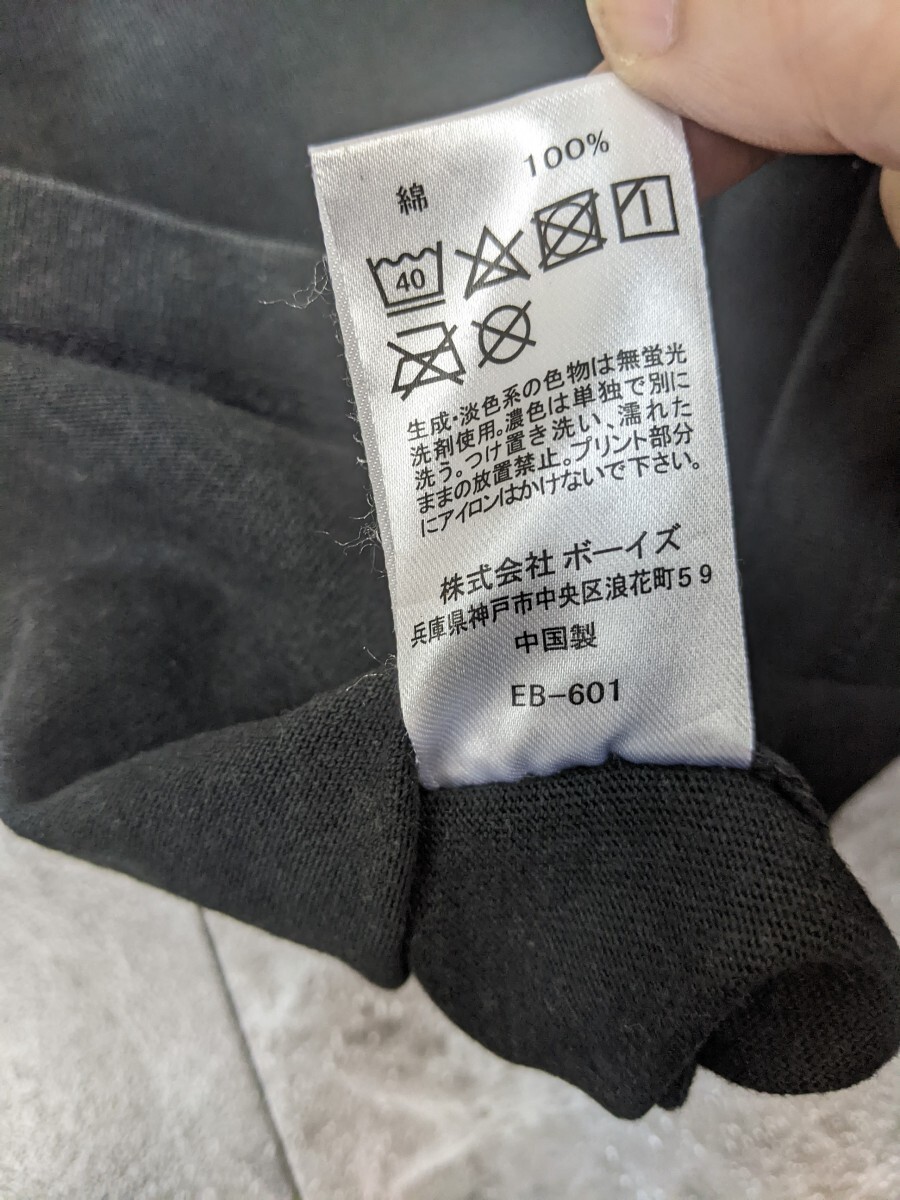 綿 100%
40
生成・淡色系の色物は無蛍光
洗剤使用。濃色は単独で別に
洗う。つけ置き洗い、濡れた
ままの放置禁止。プリント部分
にアイロンはかけないで下さい。
株式会社 ボーイズ
兵庫県神戸市中央区浪花町59
中国製
EB-601